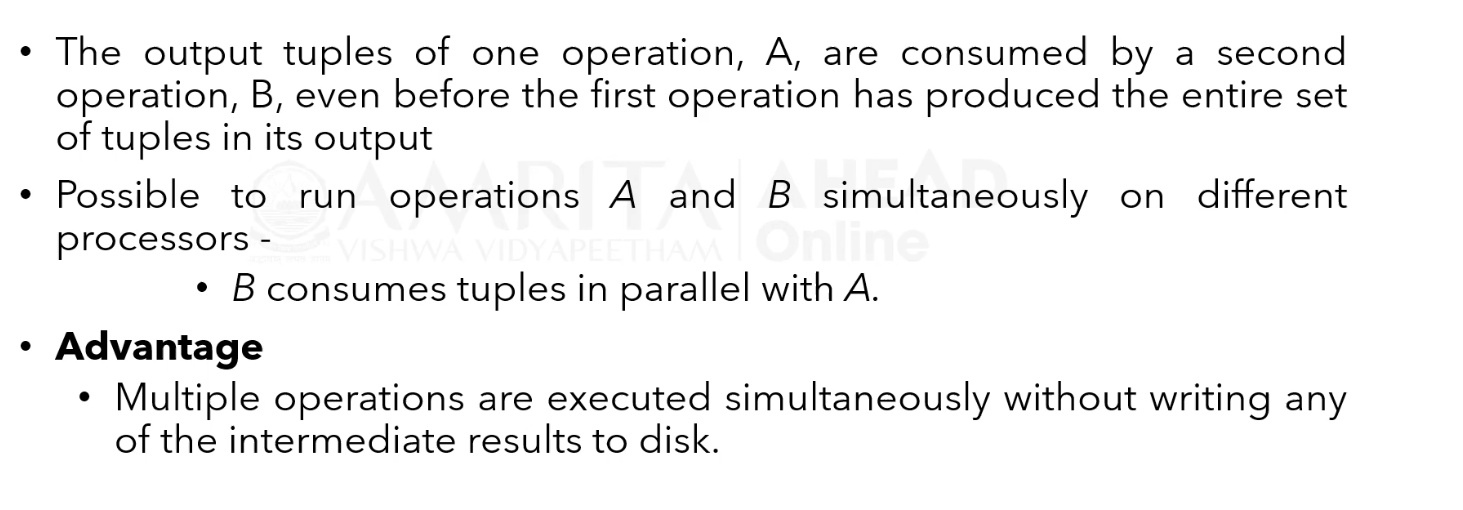 • The output tuples of one operation, A, are consumed by a second
operation, B, even before the first operation has produced the entire set
of tuples in its output
• Possible to run operations A and B simultaneously on different
processors -
• B consumes tuples in parallel with A.
• Advantage
• Multiple operations are executed simultaneously without writing any
of the intermediate results to disk.
AMRITA
VISHWA VIDYAPEETHAM
AHEAD
Online